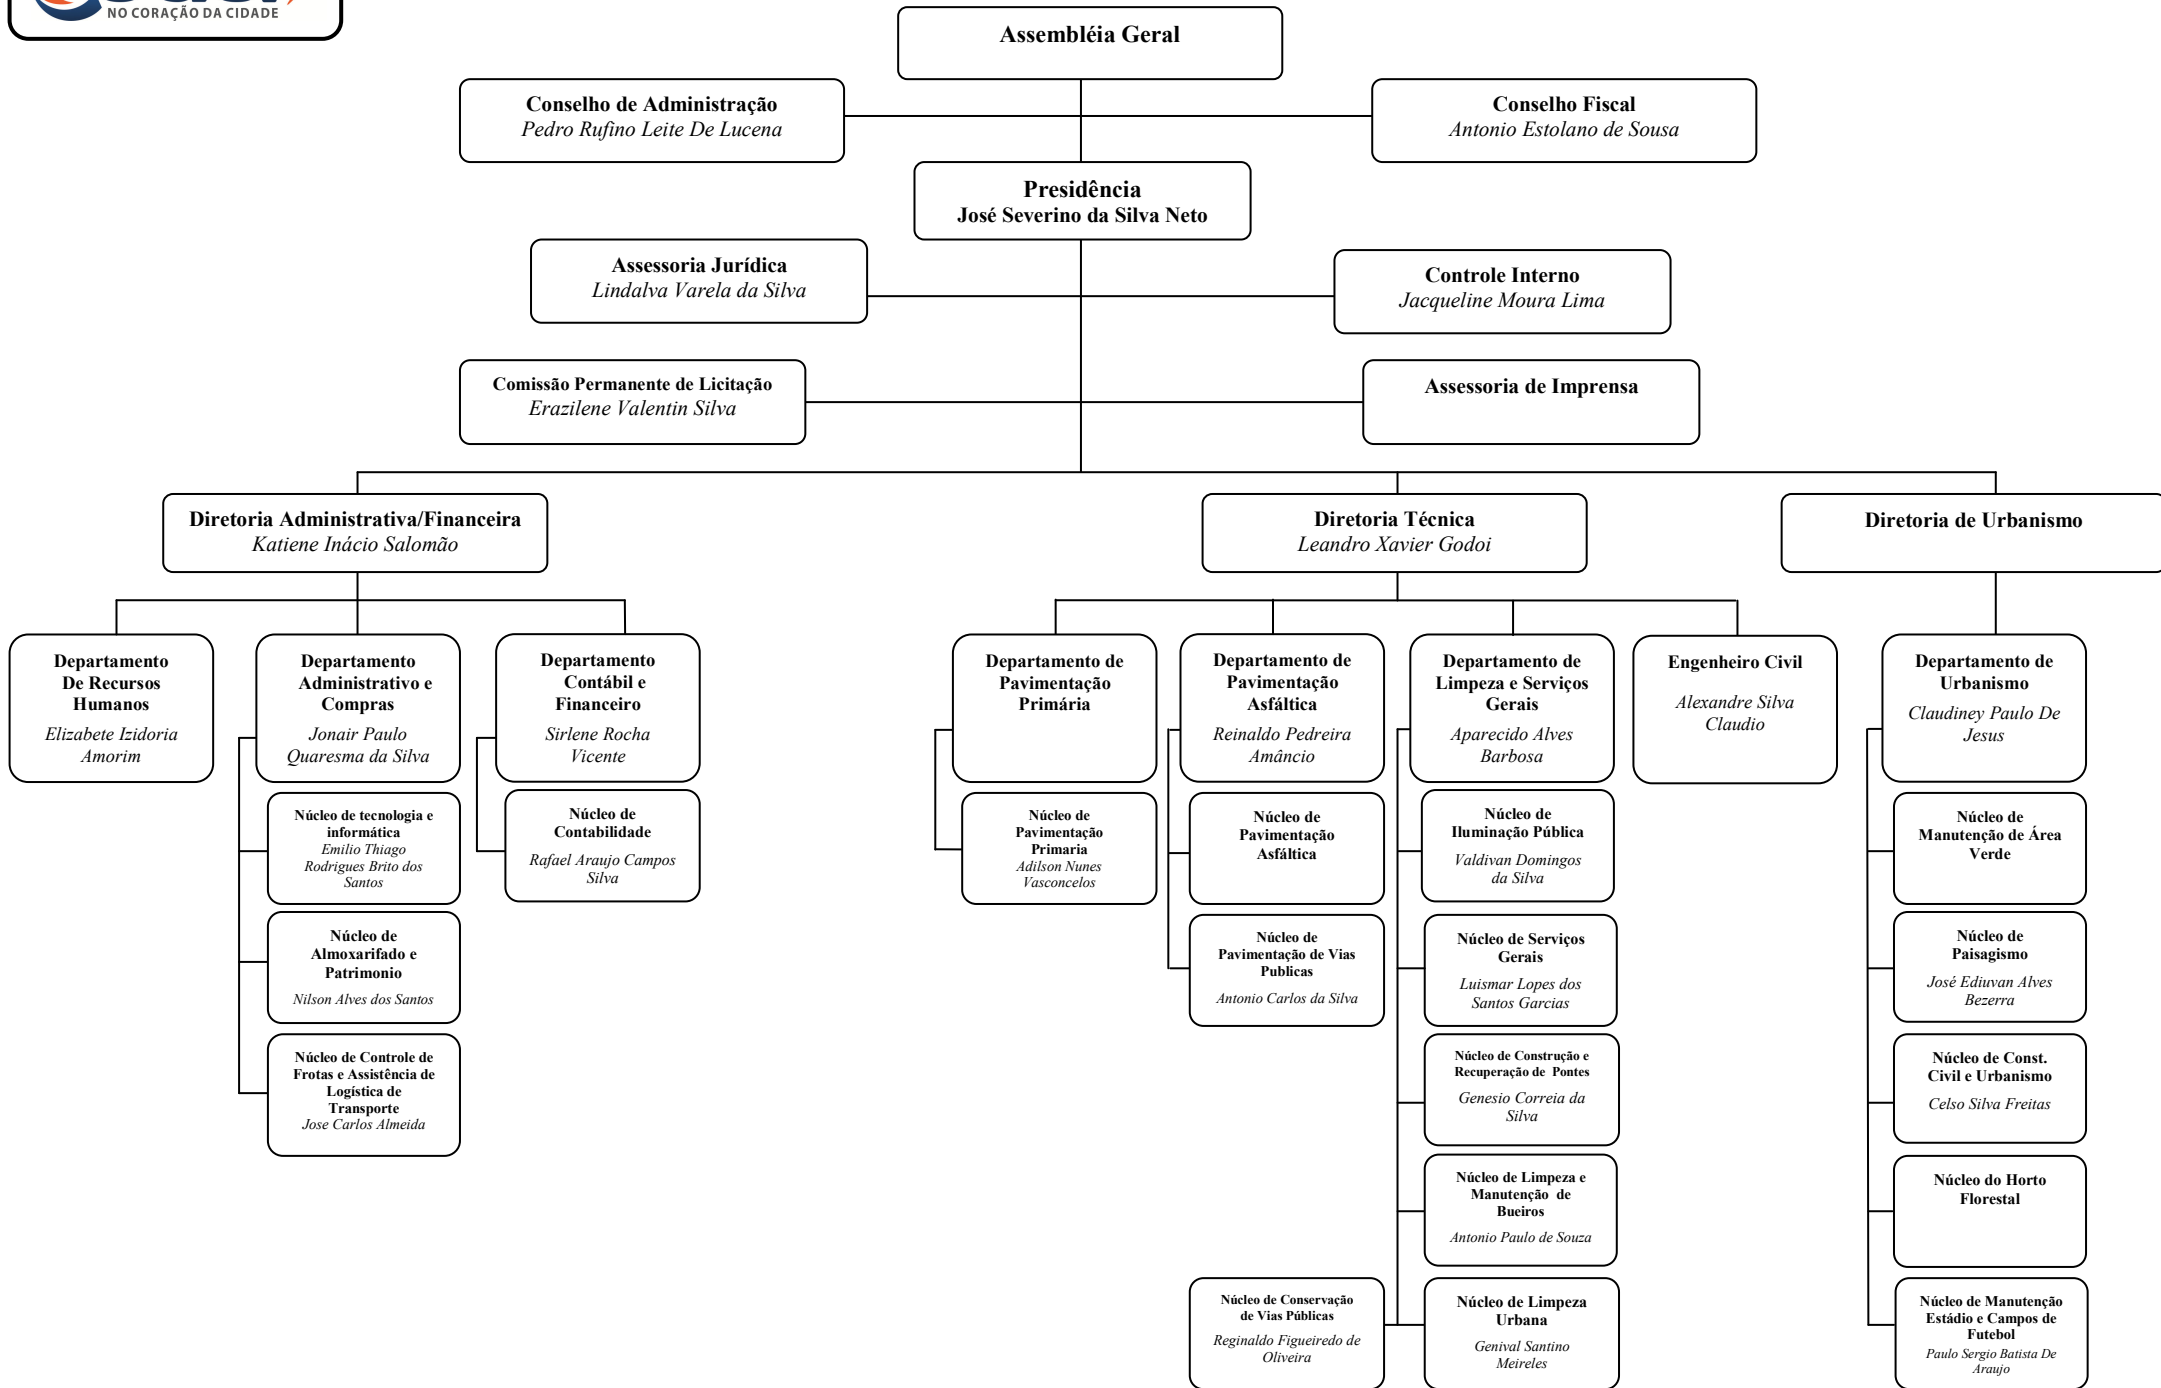 NO CORAÇÃO DA CIDADE
Assembléia Geral
Conselho de Administração
Pedro Rufino Leite De Lucena
Conselho Fiscal
Antonio Estolano de Sousa
Presidência
José Severino da Silva Neto
Assessoria Jurídica
Lindalva Varela da Silva
Controle Interno
Jacqueline Moura Lima
Comissão Permanente de Licitação
Erazilene Valentin Silva
Assessoria de Imprensa
Diretoria Administrativa/Financeira
Katiene Inácio Salomão
Diretoria Técnica
Leandro Xavier Godoi
Diretoria de Urbanismo
Departamento
De Recursos
Humanos
Elizabete Izidoria
Amorim
Departamento
Administrativo e
Compras
Jonair Paulo
Quaresma da Silva
Departamento
Contábil e
Financeiro
Sirlene Rocha
Vicente
Departamento de
Pavimentação
Primária
Departamento de
Pavimentação
Asfáltica
Reinaldo Pedreira
Amâncio
Departamento de
Limpeza e Serviços
Gerais
Aparecido Alves
Barbosa
Engenheiro Civil
Alexandre Silva
Claudio
Departamento de
Urbanismo
Claudiney Paulo De
Jesus
Núcleo de tecnologia e
informática
Emilio Thiago
Rodrigues Brito dos
Santos
Núcleo de
Contabilidade
Rafael Araujo Campos
Silva
Núcleo de
Pavimentação
Primaria
Adilson Nunes
Vasconcelos
Núcleo de
Pavimentação
Asfáltica
Núcleo de
Iluminação Pública
Valdivan Domingos
da Silva
Núcleo de
Manutenção de Área
Verde
Núcleo de
Almoxarifado e
Patrimonio
Nilson Alves dos Santos
Núcleo de
Pavimentação de Vias
Publicas
Antonio Carlos da Silva
Núcleo de Serviços
Gerais
Luismar Lopes dos
Santos Garcias
Núcleo de
Paisagismo
José Ediuvan Alves
Bezerra
Núcleo de Controle de
Frotas e Assistência de
Logística de
Transporte
Jose Carlos Almeida
Núcleo de Construção e
Recuperação de Pontes
Genesio Correia da
Silva
Núcleo de Const.
Civil e Urbanismo
Celso Silva Freitas
Núcleo de Limpeza e
Manutenção de
Bueiros
Antonio Paulo de Souza
Núcleo do Horto
Florestal
Núcleo de Conservação
de Vias Públicas
Reginaldo Figueiredo de
Oliveira
Núcleo de Limpeza
Urbana
Genival Santino
Meireles
Núcleo de Manutenção
Estádio e Campos de
Futebol
Paulo Sergio Batista De
Araujo